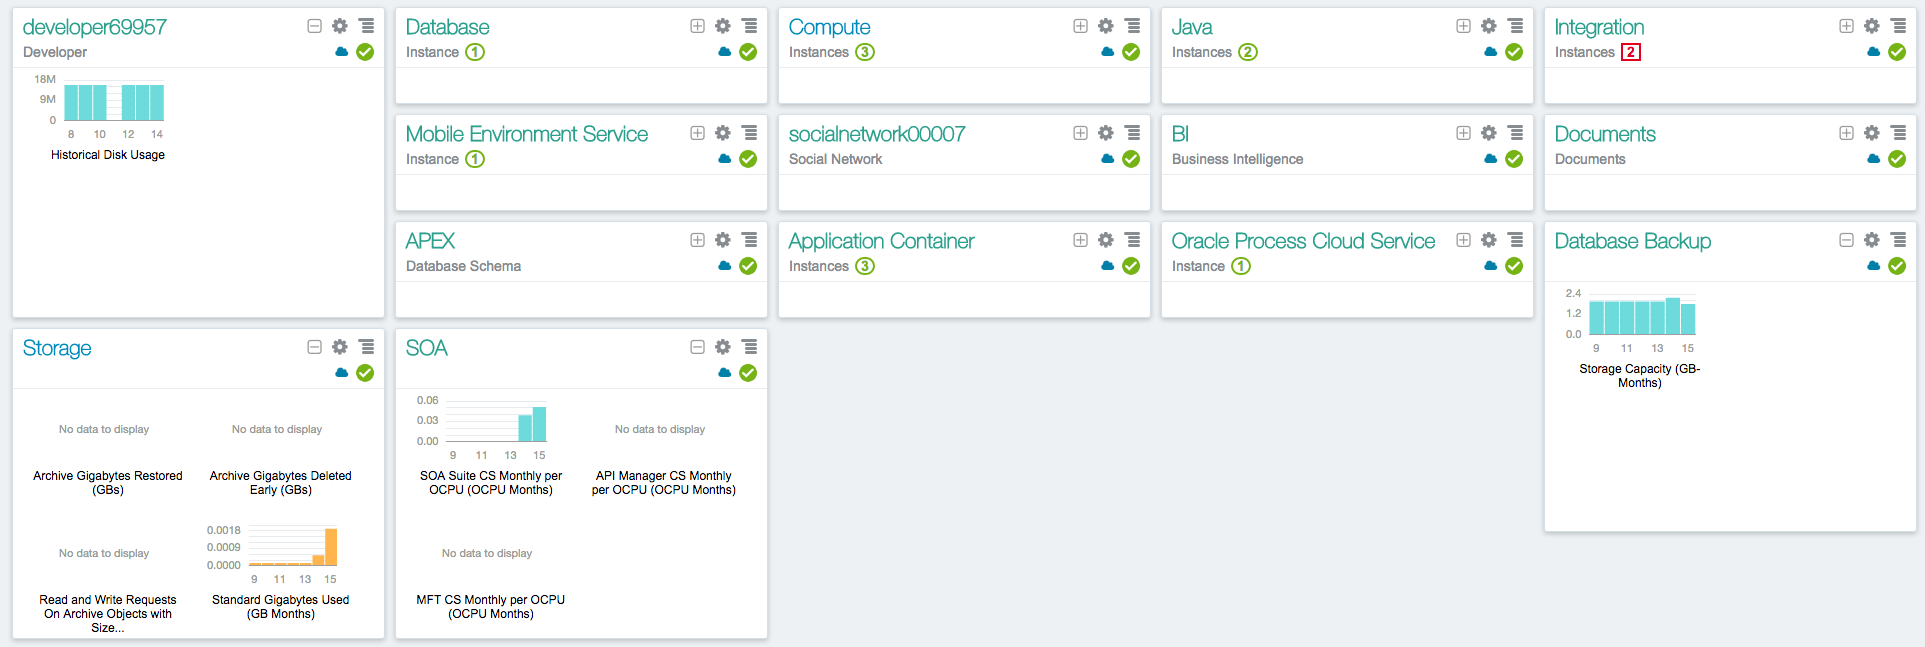 developer69957
Developer
18M
9M
0
8 10 12 14
Historical Disk Usage
Database
Instance 1
Compute
Instances 3
Java
Instances 2
Integration
Instances 2
Mobile Environment Service
Instance 1
socialnetwork00007
Social Network
BI
Business Intelligence
Documents
Documents
APEX
Database Schema
Application Container
Instances 3
Oracle Process Cloud Service
Instance 1
Database Backup
2.4
1.2
0.0
9 11 13 15
Storage Capacity (GB-
Months)
Storage
No data to display
Archive Gigabytes Restored
(GBs)
No data to display
Archive Gigabytes Deleted
Early (GBs)
No data to display
Read and Write Requests
On Archive Objects with
Size...
0.0018
0.0009
0.0000
9 11 13 15
Standard Gigabytes Used
(GB Months)
SOA
0.06
0.03
0.00
9 11 13 15
SOA Suite CS Monthly per
OCPU (OCPU Months)
No data to display
API Manager CS Monthly
per OCPU (OCPU Months)
No data to display
MFT CS Monthly per OCPU
(OCPU Months)